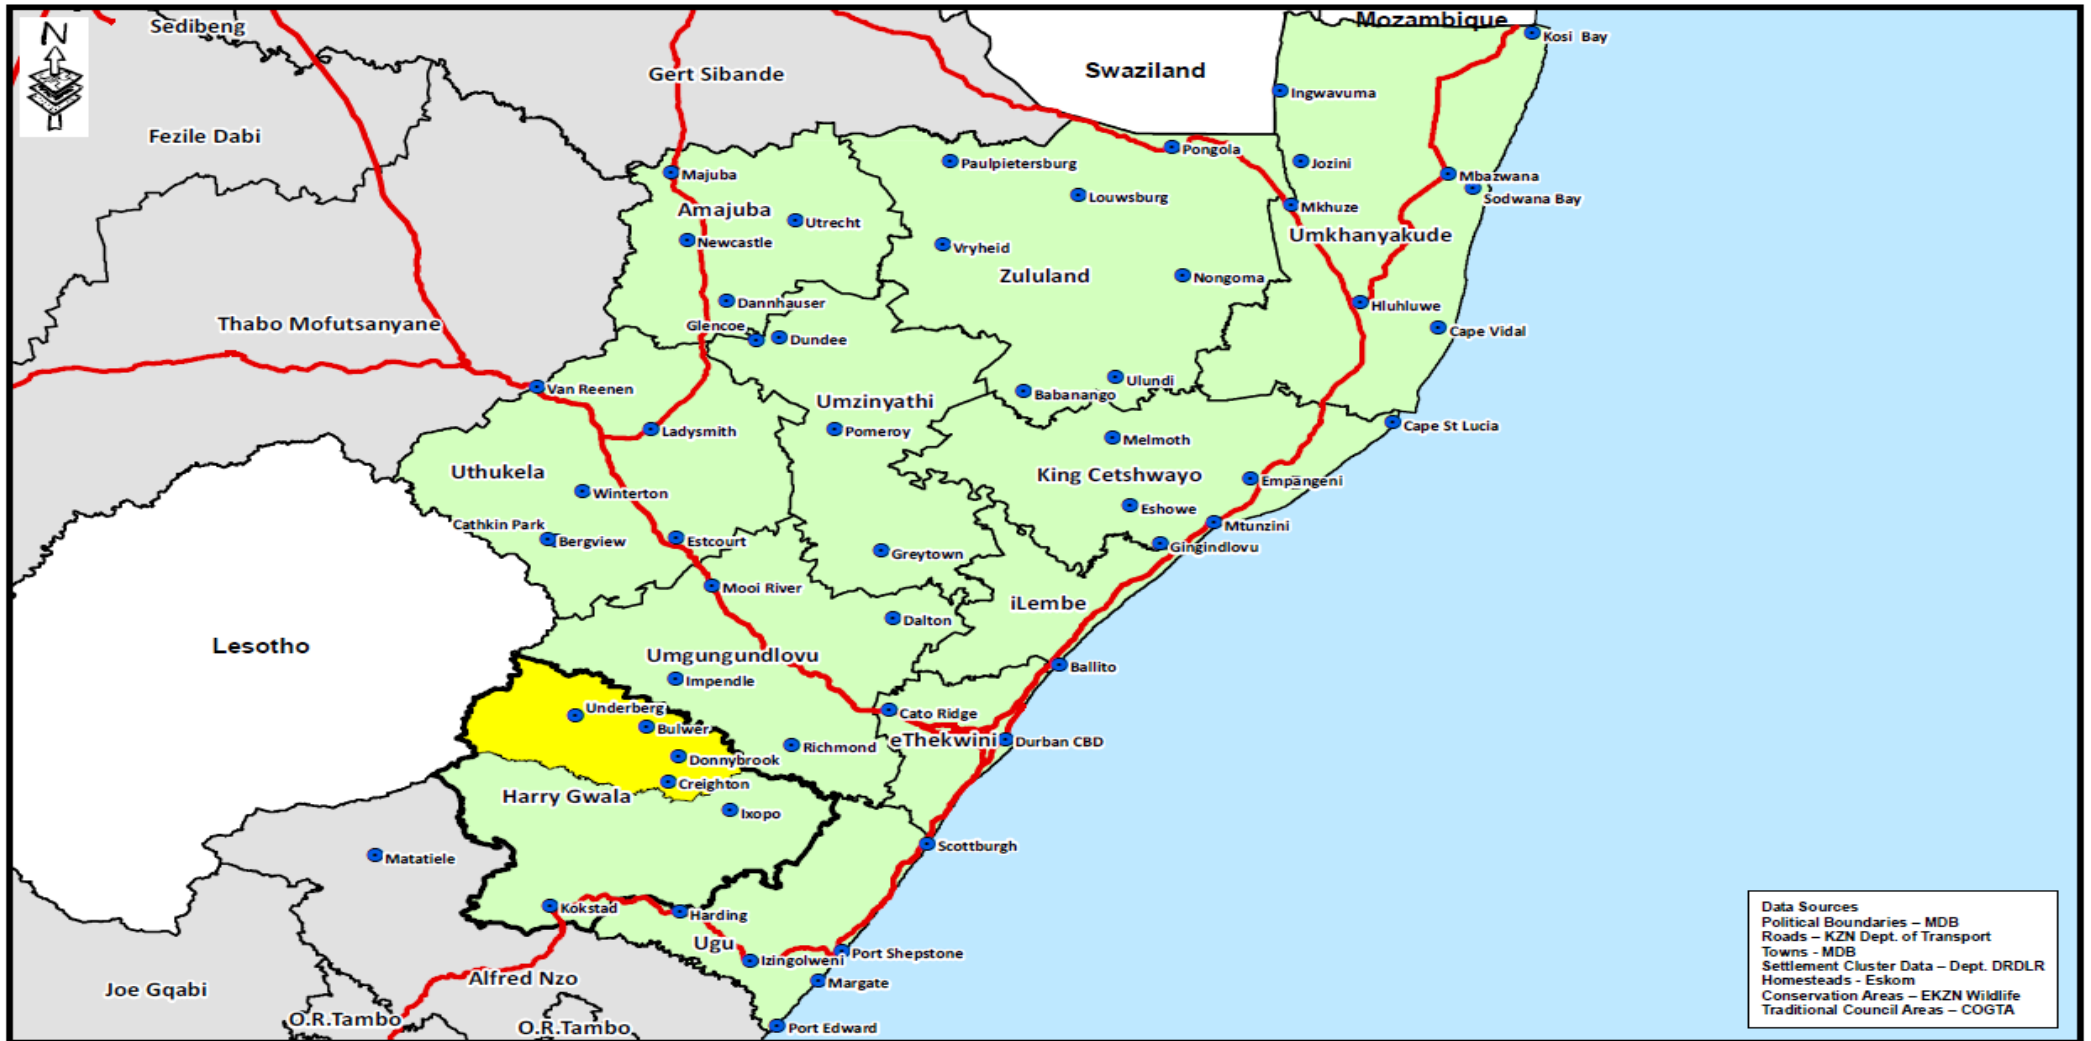 Sedibeng
Mozambique
N
Kosi Bay
Gert Sibande
Swaziland
Ingwavuma
Fezile Dabi
Pongola
Paulpietersburg
Jozini
Majuba
Mbazwana
Louwsburg
Sodwana Bay
Amajuba
Mkhuze
Utrecht
Umkhanyakude
Newcastle
Vryheid
Zululand
Nongoma
Dannhauser
Hluhluwe
Thabo Mofutsanyane
Glencoe
Cape Vidal
Dundee
Van Reenen
Ulundi
Babanango
Umzinyathi
Cape St Lucia
Ladysmith
Pomeroy
Melmoth
Uthukela
King Cetshwayo
Empangeni
Winterton
Eshowe
Cathkin Park
Mtunzini
Bergview
Estcourt
Gingindlovu
Greytown
Mooi River
iLembe
Dalton
Lesotho
Umgungundlovu
Ballito
Impendle
Underberg
Cato Ridge
Bulwer
eThekwini
Durban CBD
Richmond
Donnybrook
Creighton
Harry Gwala
Ixopo
Scottburgh
Matatiele
Kokstad
Harding
Ugu
Port Shepstone
Izingolweni
Alfred Nzo
Margate
Joe Gqabi
O.R.Tambo
O.R.Tambo
Port Edward
Data Sources
Political Boundaries – MDB
Roads – KZN Dept. of Transport
Towns - MDB
Settlement Cluster Data – Dept. DRDLR
Homesteads - Eskom
Conservation Areas – EKZN Wildlife
Traditional Council Areas – COGTA